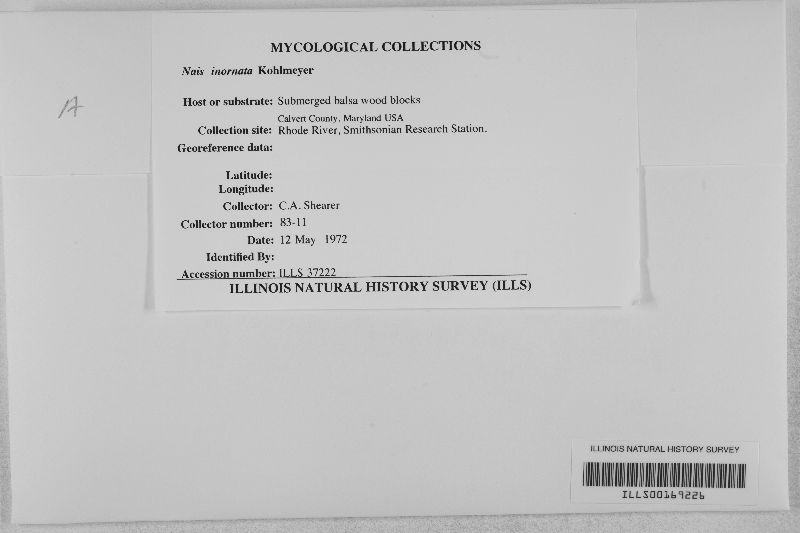 MYCOLOGICAL COLLECTIONS
Nais inornata Kohlmeyer
A
Host or substrate: Submerged balsa wood blocks
Calvert County, Maryland USA
Collection site: Rhode River, Smithsonian Research Station.
Georeference data:
Latitude:
Longitude:
Collector: C.A. Shearer
Collector number: 83-11
Date: 12 May 1972
Identified By:
Accession number: ILLS 37222
ILLINOIS NATURAL HISTORY SURVEY (ILLS)
ILLINOIS NATURAL HISTORY SURVEY
ILLS00169226